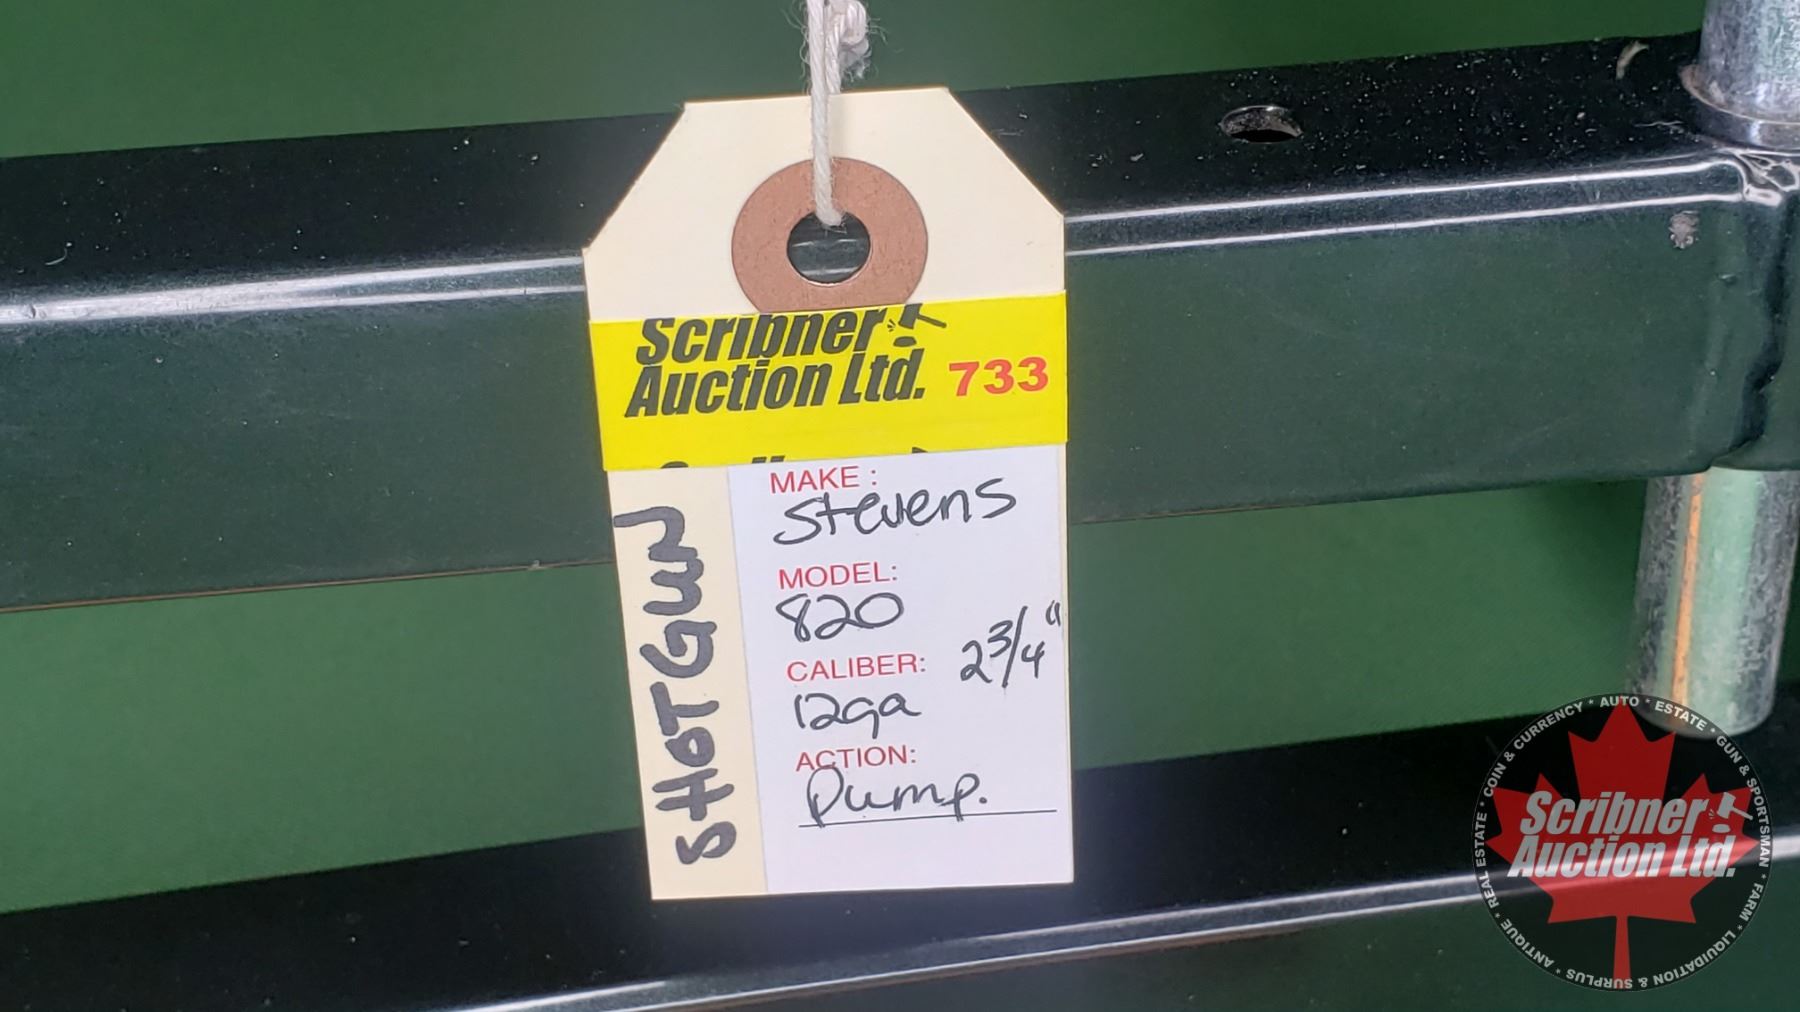 Scribner
Auction Ltd. 733
SHOTGUN
MAKE:
Stevens
MODEL:
820
CALIBER: 2 3/4"
12ga
ACTION:
Pump.
COIN & CURRENCY * AUTO * ESTATE * GUN & SPORTSMAN * FARM * LIQUIDATION & SURPLUS * ANTIQUE * REAL ESTATE *
Scribner
Auction Ltd.